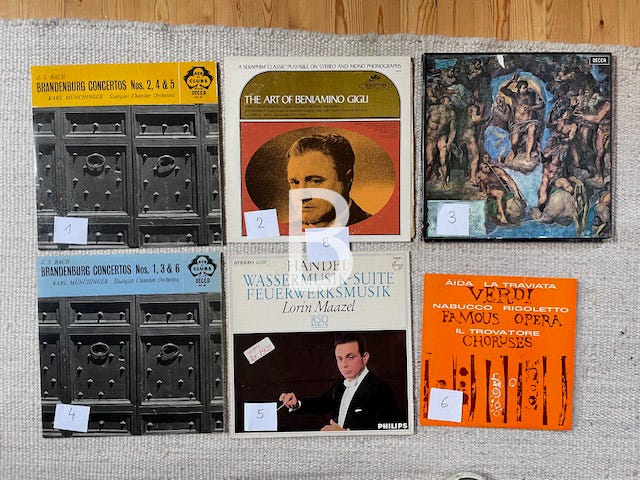 J. S. BACH
BRANDENBURG CONCERTOS Nos. 2, 4 & 5
KARL MÜNCHINGER Stuttgart Chamber Orchestra
ACE OF CLUBS
DECCA
1
A SERAPHIM "CLASSIC" PLAYABLE ON STEREO AND MONO PHONOGRAPHS
THE ART OF BENIAMINO GIGLI
2
8
B
DECCA
3
J. S. BACH
BRANDENBURG CONCERTOS Nos. 1, 3 & 6
KARL MÜNCHINGER Stuttgart Chamber Orchestra
ACE OF CLUBS
DECCA
4
HANDEL
WASSERMUSIK-SUITE
FEUERWERKSMUSIK
Lorin Maazel
RSO
BERLIN
5
PHILIPS
AIDA LA TRAVIATA
VERDI
NABUCCO RIGOLETTO
FAMOUS OPERA
IL TROVATORE
CHORUSES
6